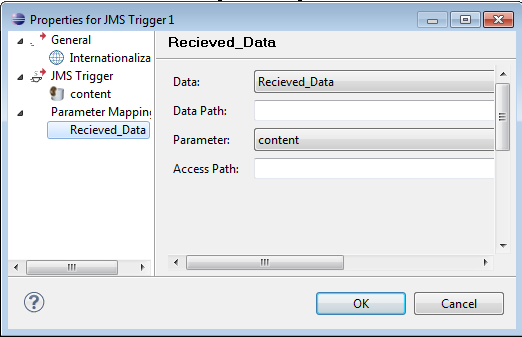 Properties for JMS Trigger 1
General
Internationaliza
JMS Trigger
content
Parameter Mapping
Recieved_Data
Recieved_Data
Data:
Recieved_Data
Data Path:
Parameter:
content
Access Path:
?
OK
Cancel